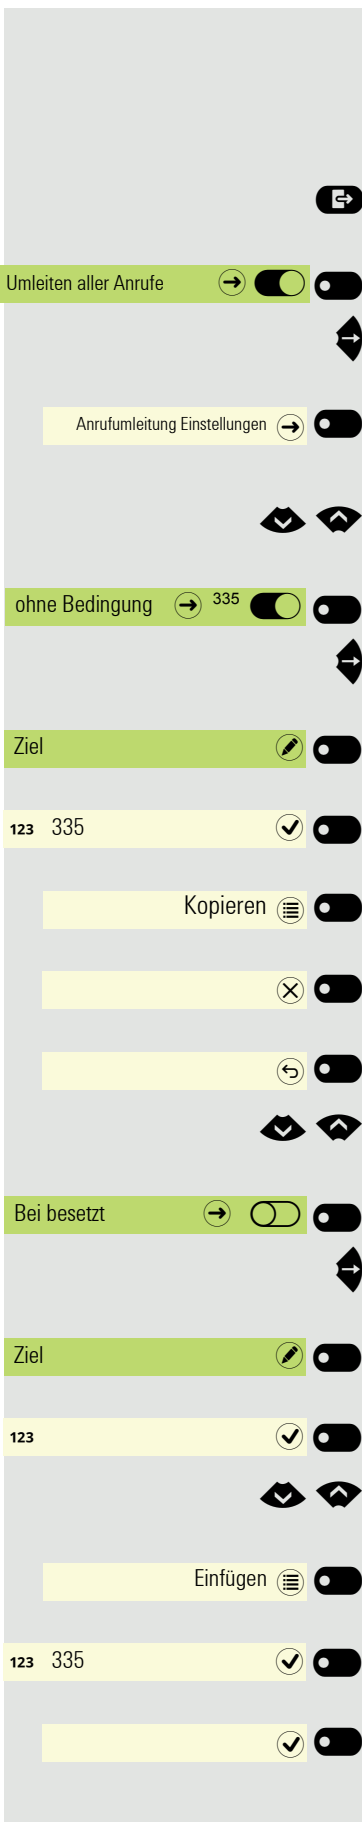 Umleiten aller Anrufe
Anrufumleitung Einstellungen
ohne Bedingung 335
Ziel
123 335
Kopieren
Bei besetzt
Ziel
123
Einfügen
123 335